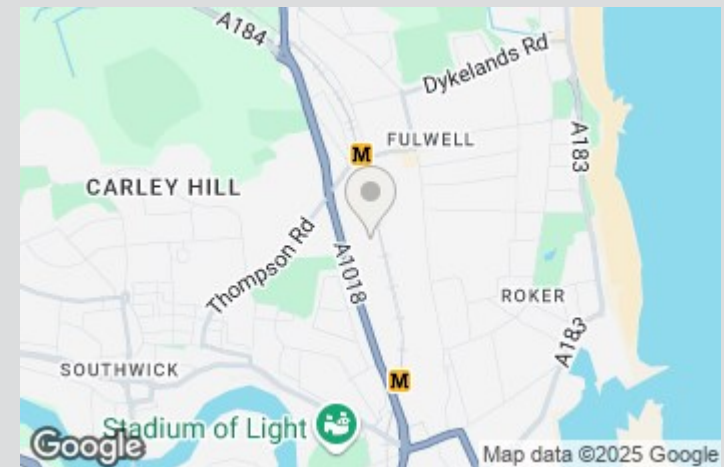 A184
Dykelands Rd
M
FULWELL
A183
CARLEY HILL
Thompson Rd
A1018
ROKER
A183
SOUTHWICK
M
Stadium of Light
Google
Map data ©2025 Google